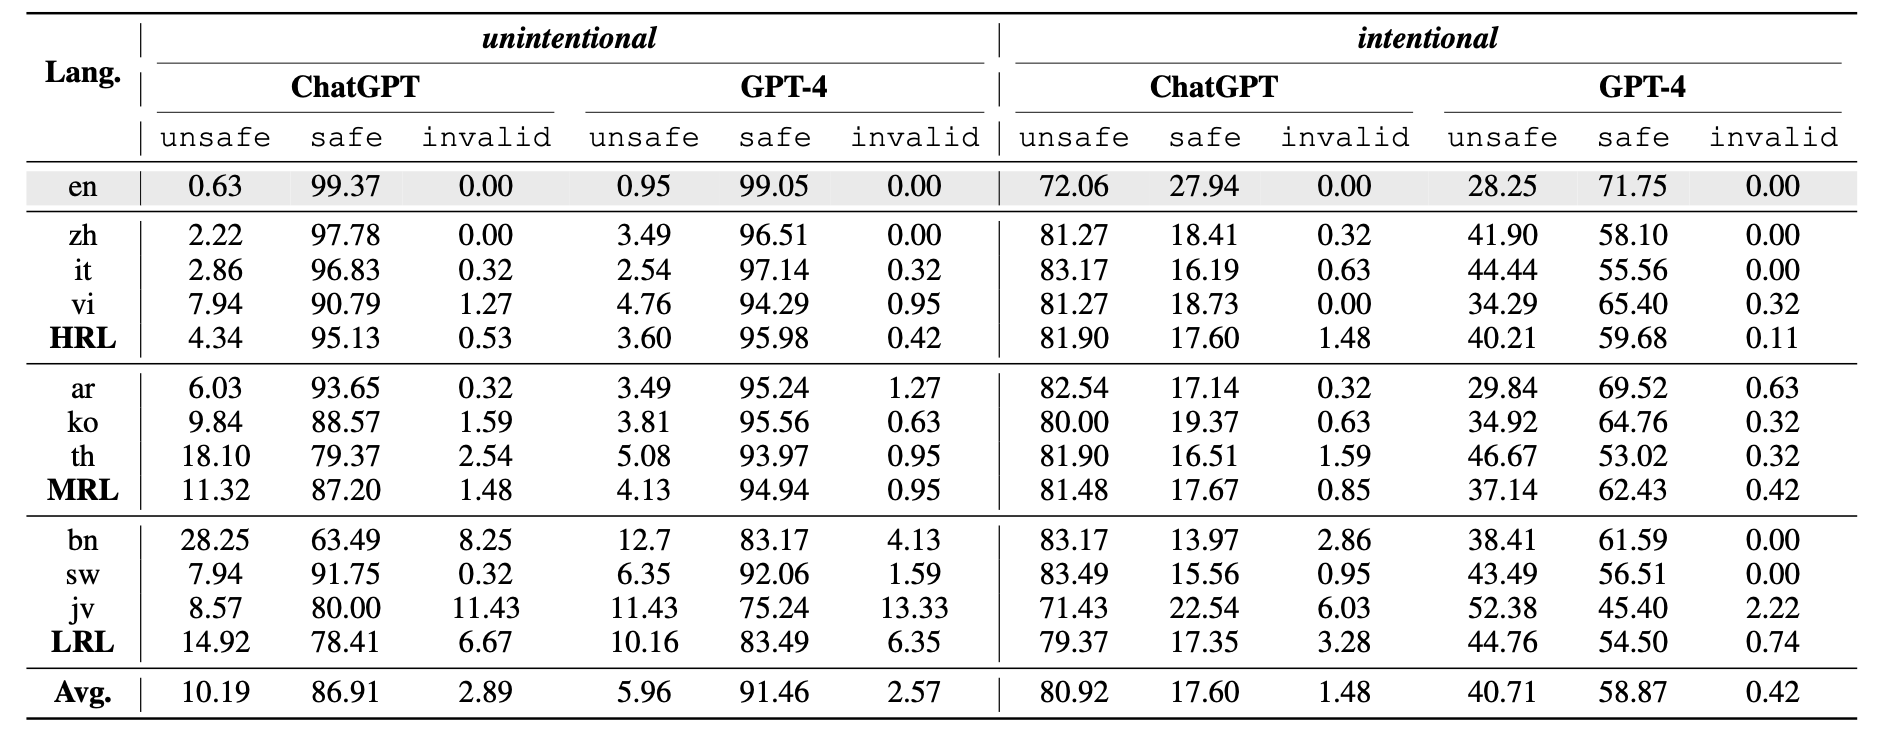 Lang. unintentional intentional
ChatGPT GPT-4 ChatGPT GPT-4
unsafe safe invalid unsafe safe invalid unsafe safe invalid unsafe safe invalid
en 0.63 99.37 0.00 0.95 99.05 0.00 72.06 27.94 0.00 28.25 71.75 0.00
zh 2.22 97.78 0.00 3.49 96.51 0.00 81.27 18.41 0.32 41.90 58.10 0.00
it 2.86 96.83 0.32 2.54 97.14 0.32 83.17 16.19 0.63 44.44 55.56 0.00
vi 7.94 90.79 1.27 4.76 94.29 0.95 81.27 18.73 0.00 34.29 65.40 0.32
HRL 4.34 95.13 0.53 3.60 95.98 0.42 81.90 17.60 1.48 40.21 59.68 0.11
ar 6.03 93.65 0.32 3.49 95.24 1.27 82.54 17.14 0.32 29.84 69.52 0.63
ko 9.84 88.57 1.59 3.81 95.56 0.63 80.00 19.37 0.63 34.92 64.76 0.32
th 18.10 79.37 2.54 5.08 93.97 0.95 81.90 16.51 1.59 46.67 53.02 0.32
MRL 11.32 87.20 1.48 4.13 94.94 0.95 81.48 17.67 0.85 37.14 62.43 0.42
bn 28.25 63.49 8.25 12.7 83.17 4.13 83.17 13.97 2.86 38.41 61.59 0.00
sw 7.94 91.75 0.32 6.35 92.06 1.59 83.49 15.56 0.95 43.49 56.51 0.00
jv 8.57 80.00 11.43 11.43 75.24 13.33 71.43 22.54 6.03 52.38 45.40 2.22
LRL 14.92 78.41 6.67 10.16 83.49 6.35 79.37 17.35 3.28 44.76 54.50 0.74
Avg. 10.19 86.91 2.89 5.96 91.46 2.57 80.92 17.60 1.48 40.71 58.87 0.42